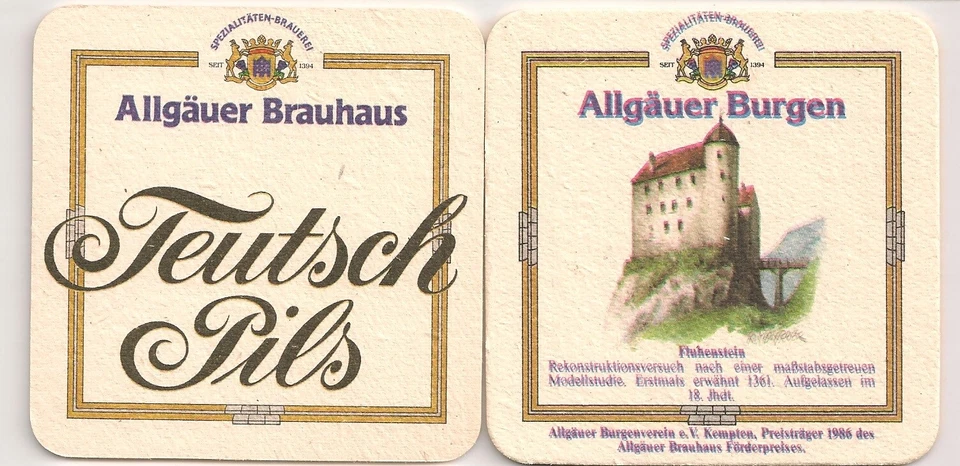 SPEZIALITÄTEN-BRAUEREI
SEIT 1394
Allgäuer Brauhaus
Teutsch
Pils
SPEZIALITÄTEN-BRAUEREI
SEIT 1394
Allgäuer Burgen
Fluhenstein
Rekonstruktionsversuch nach einer maßstabsgetreuen
Modellstudie. Erstmals erwähnt 1361. Aufgelassen im
18. Jhdt.
Allgäuer Burgenverein e.V. Kempten, Preisträger 1986 des
Allgäuer Brauhaus Förderpreises.